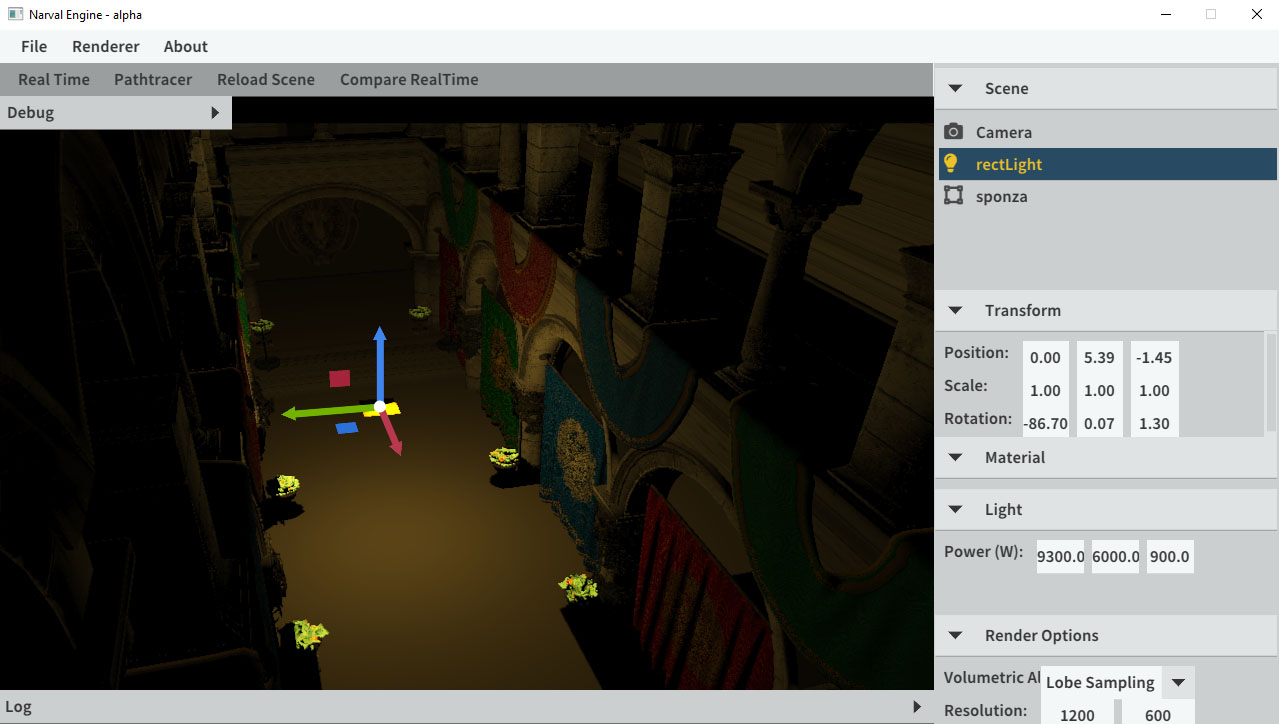 Narval Engine - alpha
File Renderer About
Real Time Pathtracer Reload Scene Compare RealTime
Debug
Scene
Camera
rectLight
sponza
Transform
Position: 0.00 5.39 -1.45
Scale: 1.00 1.00 1.00
Rotation: -86.70 0.07 1.30
Material
Light
Power (W): 9300.0 6000.0 900.0
Render Options
Volumetric Al Lobe Sampling
Resolution: 1200 600
Log